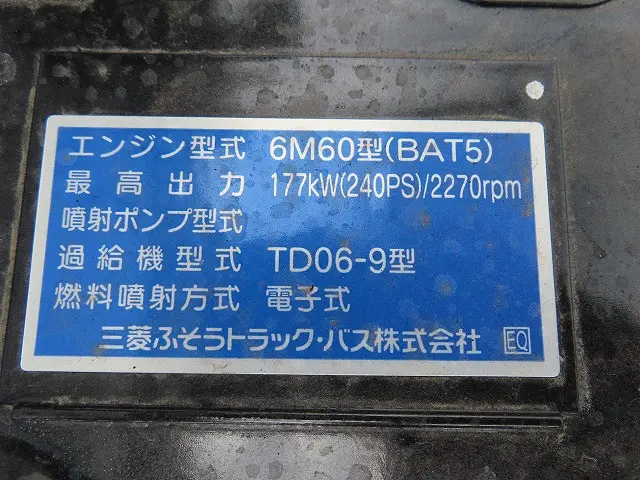 エンジン型式 6M60型(BAT5)
最高出力 177kW(240PS)/2270rpm
噴射ポンプ型式
過給機型式 TD06-9型
燃料噴射方式 電子式
三菱ふそうトラック・バス株式会社 EQ